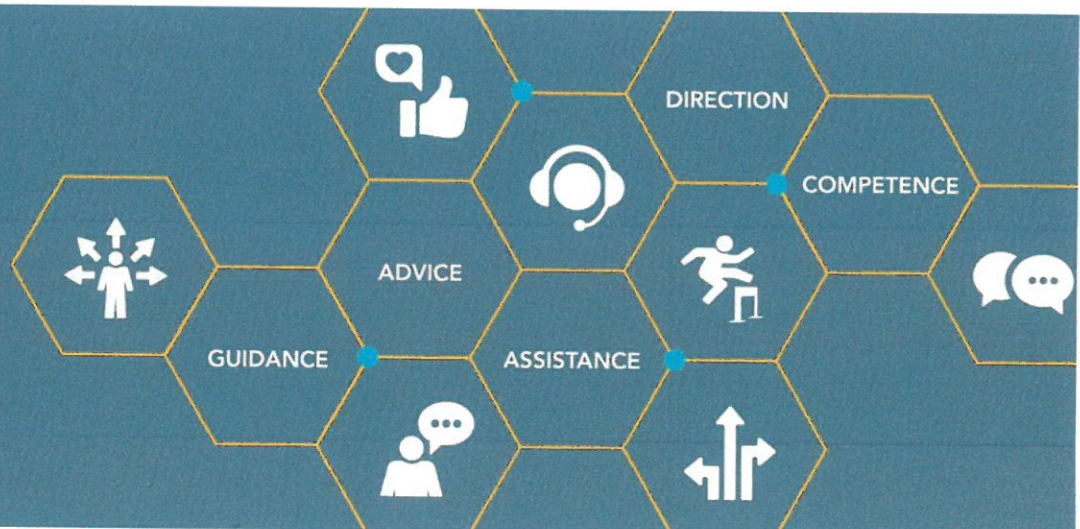 DIRECTION
COMPETENCE
ADVICE
GUIDANCE
ASSISTANCE